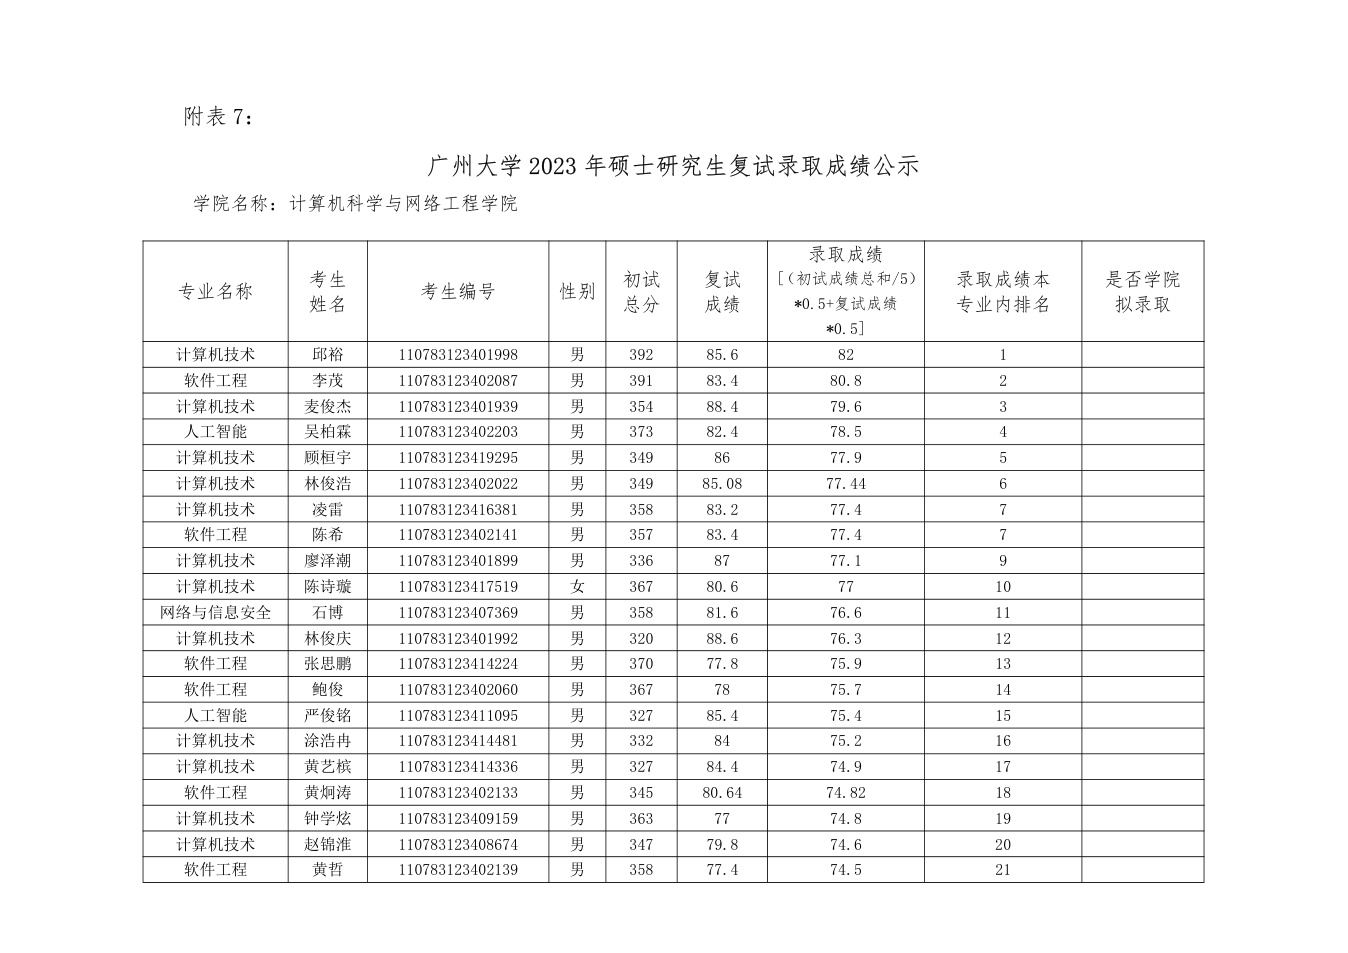 附表 7：
广州大学 2023 年硕士研究生复试录取成绩公示
学院名称：计算机科学与网络工程学院
专业名称 考生姓名 考生编号 性别 初试总分 复试成绩 录取成绩[（初试成绩总和/5）*0.5+复试成绩*0.5] 录取成绩本专业内排名 是否学院拟录取
计算机技术 邱裕 110783123401998 男 392 85.6 82 1
软件工程 李茂 110783123402087 男 391 83.4 80.8 2
计算机技术 麦俊杰 110783123401939 男 354 88.4 79.6 3
人工智能 吴柏霖 110783123402203 男 373 82.4 78.5 4
计算机技术 顾桓宇 110783123419295 男 349 86 77.9 5
计算机技术 林俊浩 110783123402022 男 349 85.08 77.44 6
计算机技术 凌雷 110783123416381 男 358 83.2 77.4 7
软件工程 陈希 110783123402141 男 357 83.4 77.4 7
计算机技术 廖泽潮 110783123401899 男 336 87 77.1 9
计算机技术 陈诗璇 110783123417519 女 367 80.6 77 10
网络与信息安全 石博 110783123407369 男 358 81.6 76.6 11
计算机技术 林俊庆 110783123401992 男 320 88.6 76.3 12
软件工程 张思鹏 110783123414224 男 370 77.8 75.9 13
软件工程 鲍俊 110783123402060 男 367 78 75.7 14
人工智能 严俊铭 110783123411095 男 327 85.4 75.4 15
计算机技术 涂浩冉 110783123414481 男 332 84 75.2 16
计算机技术 黄艺槟 110783123414336 男 327 84.4 74.9 17
软件工程 黄炯涛 110783123402133 男 345 80.64 74.82 18
计算机技术 钟学炫 110783123409159 男 363 77 74.8 19
计算机技术 赵锦淮 110783123408674 男 347 79.8 74.6 20
软件工程 黄哲 110783123402139 男 358 77.4 74.5 21